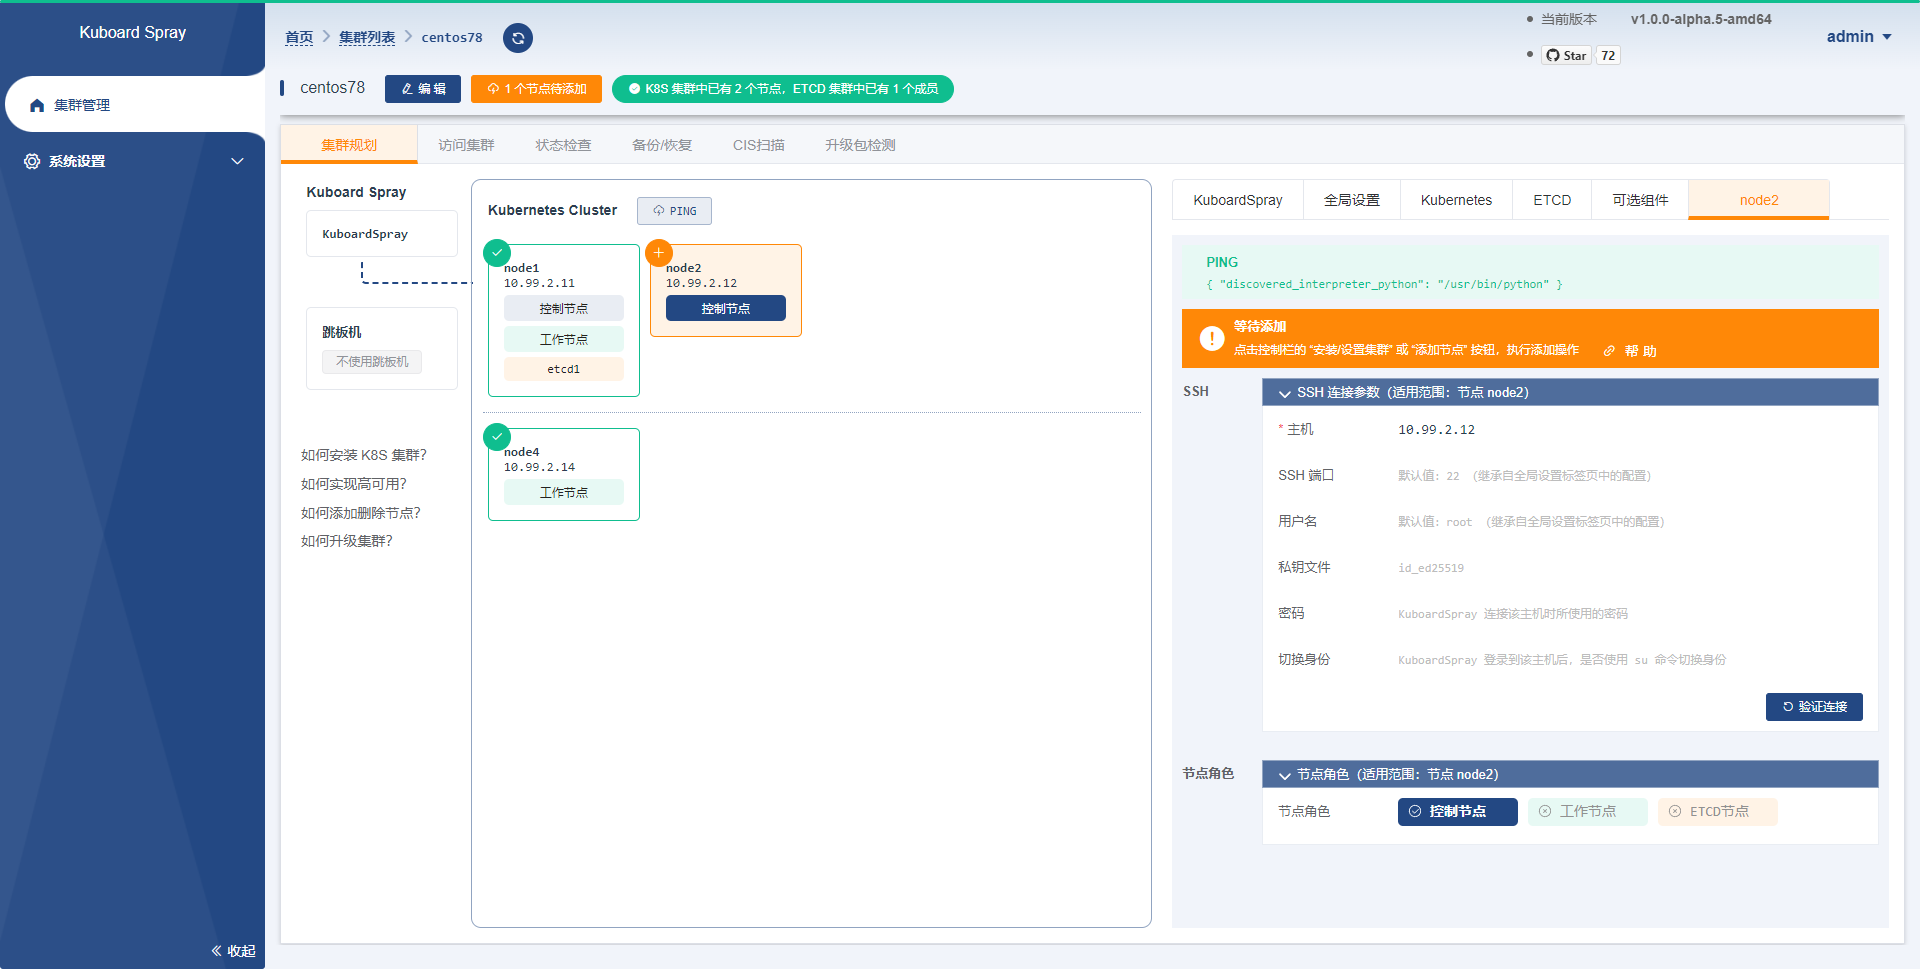 Kuboard Spray
集群管理
系统设置
收起
首页
集群列表
centos78
当前版本
v1.0.0-alpha.5-amd64
Star
72
admin
centos78
编 辑
1 个节点待添加
K8S 集群中已有 2 个节点，ETCD 集群中已有 1 个成员
集群规划
访问集群
状态检查
备份/恢复
CIS扫描
升级包检测
Kuboard Spray
KuboardSpray
跳板机
不使用跳板机
如何安装 K8S 集群？
如何实现高可用？
如何添加删除节点？
如何升级集群？
Kubernetes Cluster
PING
node1
10.99.2.11
控制节点
工作节点
etcd1
node2
10.99.2.12
控制节点
node4
10.99.2.14
工作节点
KuboardSpray
全局设置
Kubernetes
ETCD
可选组件
node2
PING
{ "discovered_interpreter_python": "/usr/bin/python" }
等待添加
点击控制栏的 “安装/设置集群” 或 “添加节点” 按钮，执行添加操作
帮 助
SSH
SSH 连接参数（适用范围：节点 node2）
* 主机
10.99.2.12
SSH 端口
默认值: 22 （继承自全局设置标签页中的配置）
用户名
默认值: root （继承自全局设置标签页中的配置）
私钥文件
id_ed25519
密码
KuboardSpray 连接该主机时所使用的密码
切换身份
KuboardSpray 登录到该主机后，是否使用 su 命令切换身份
验证连接
节点角色
节点角色（适用范围：节点 node2）
节点角色
控制节点
工作节点
ETCD节点